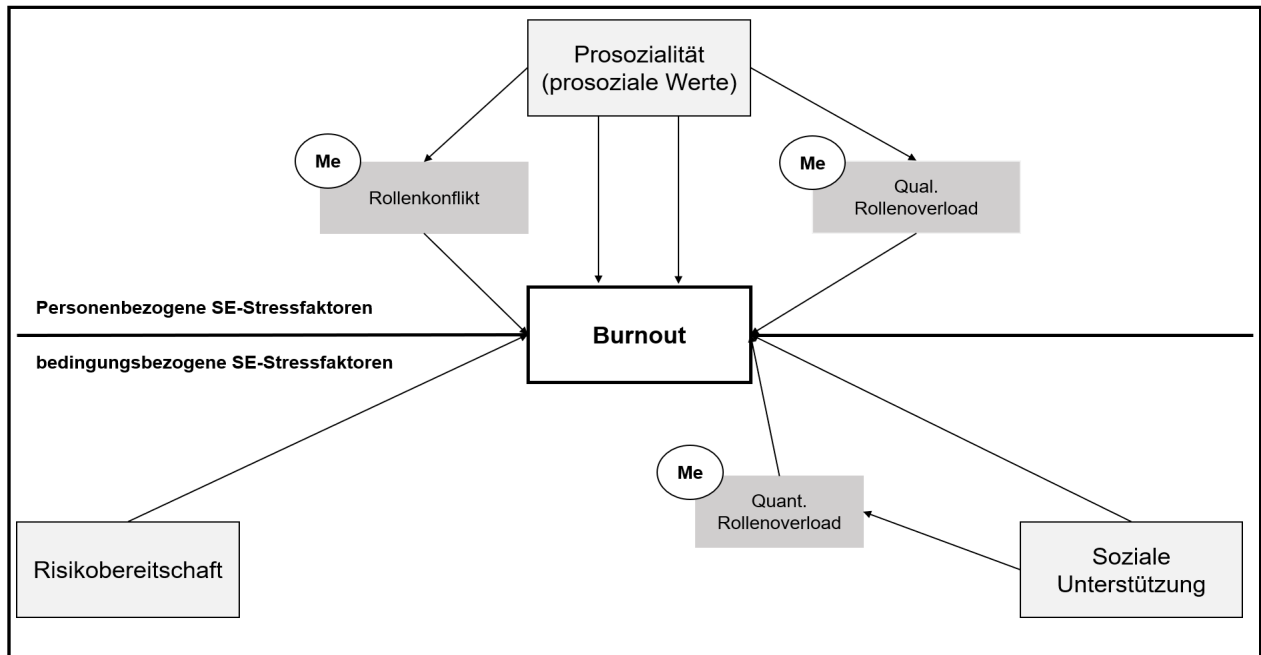 Prosozialität
(prosoziale Werte)
Me
Rollenkonflikt
Me
Qual.
Rollenoverload
Personenbezogene SE-Stressfaktoren
Burnout
bedingungsbezogene SE-Stressfaktoren
Me
Quant.
Rollenoverload
Risikobereitschaft
Soziale
Unterstützung